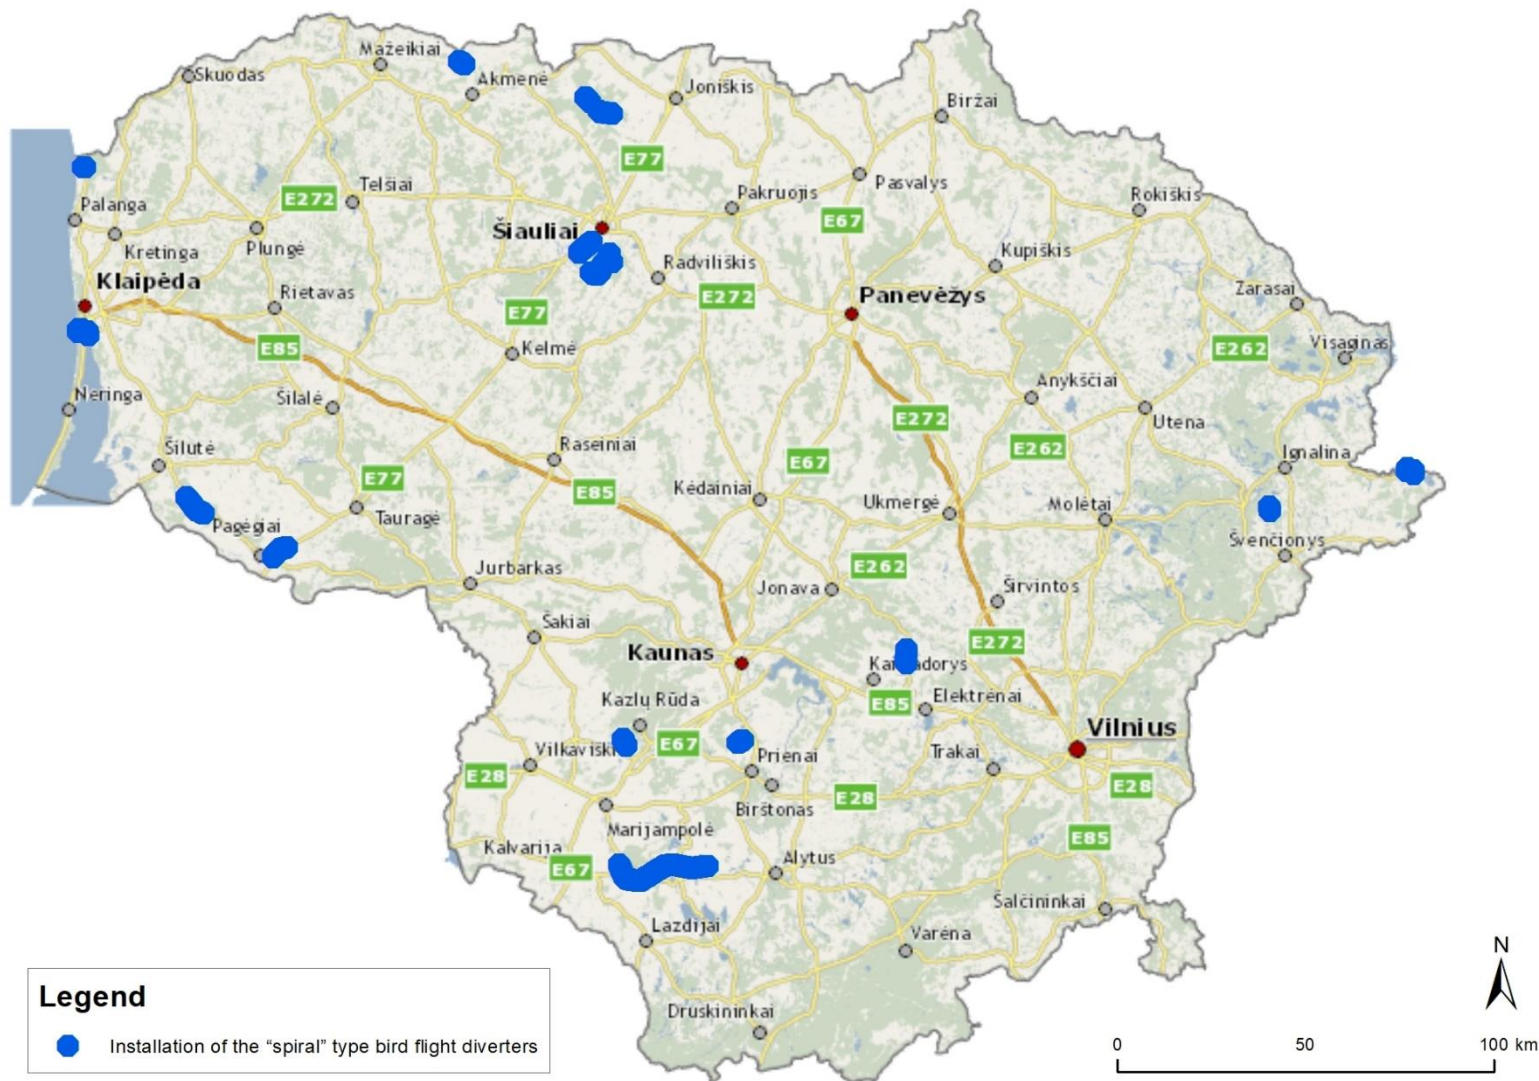 Mažeikiai
Skuodas
Akmenė
Joniškis
Biržai
E77
Palanga
E272
Telšiai
Pakruojis
Pasvalys
Rokiškis
Kretinga
Plungė
Šiauliai
E67
Kupiškis
Klaipėda
Rietavas
Radviliškis
E272
Panevėžys
Zarasai
E77
E85
Kelmė
E262
Visaginas
Neringa
Šilalė
Anykščiai
E272
Utena
Šilutė
Raseiniai
E262
Ignalina
E77
E67
E85
Kėdainiai
Ukmergė
Molėtai
Pagėgiai
Tauragė
Švenčionys
Jurbarkas
E262
Jonava
Širvintos
Šakiai
Kaunas
E272
Elektrėnai
E85
Kazlų Rūda
Vilnius
E67
Prienai
Trakai
E28
E28
Birštonas
E28
Marijampolė
E85
Kalvarija
E67
Alytus
Šalčininkai
Lazdijai
Varėna
Druskininkai
N
Legend
Installation of the “spiral” type bird flight diverters
0 50 100 km